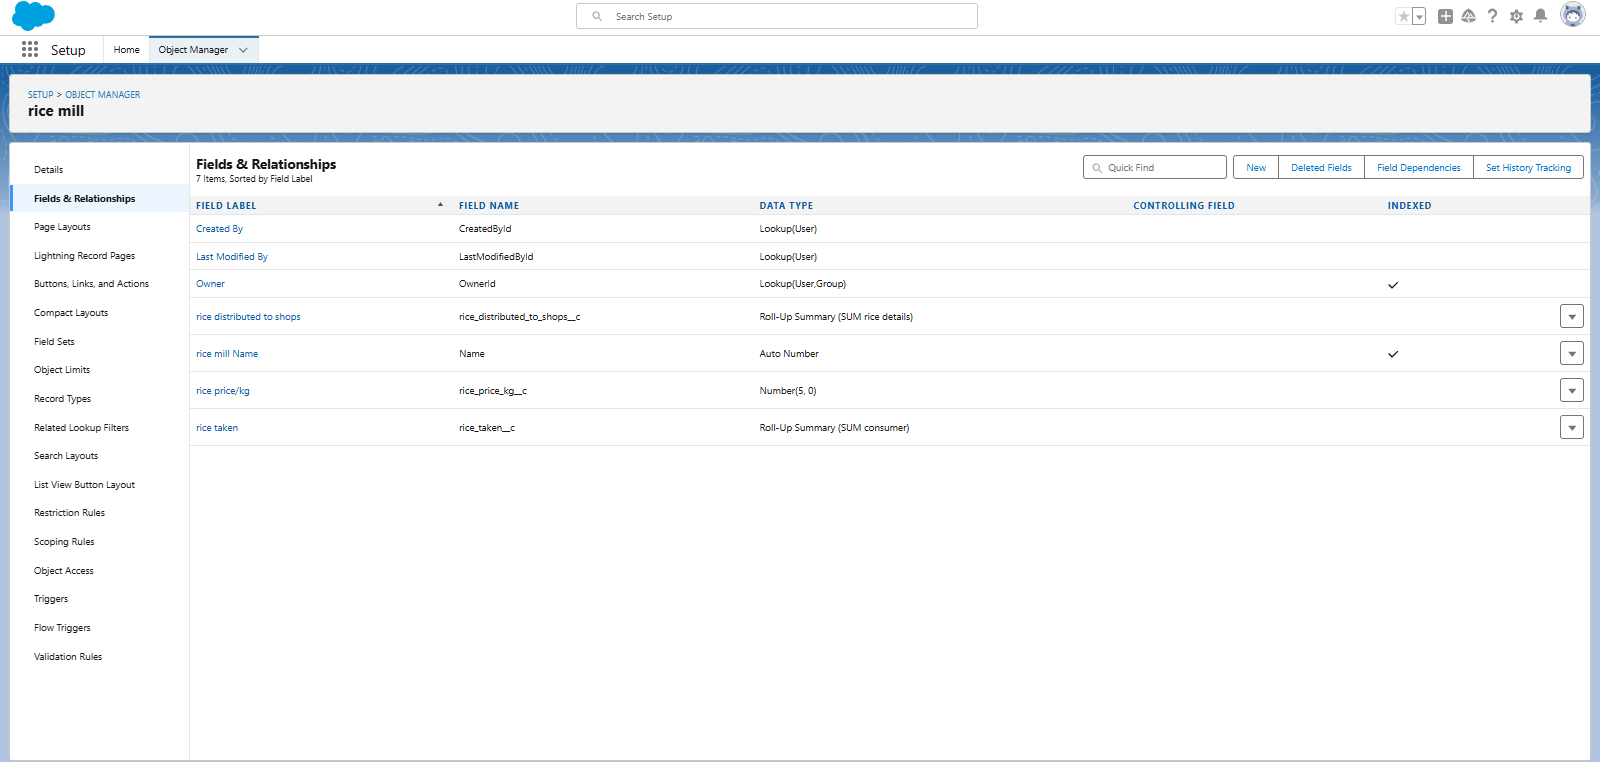 Search Setup
Setup Home Object Manager
SETUP > OBJECT MANAGER
rice mill
Details
Fields & Relationships
Page Layouts
Lightning Record Pages
Buttons, Links, and Actions
Compact Layouts
Field Sets
Object Limits
Record Types
Related Lookup Filters
Search Layouts
List View Button Layout
Restriction Rules
Scoping Rules
Object Access
Triggers
Flow Triggers
Validation Rules
Fields & Relationships
7 Items, Sorted by Field Label
Quick Find New Deleted Fields Field Dependencies Set History Tracking
FIELD LABEL FIELD NAME DATA TYPE CONTROLLING FIELD INDEXED
Created By CreatedById Lookup(User)
Last Modified By LastModifiedById Lookup(User)
Owner OwnerId Lookup(User,Group)
rice distributed to shops rice_distributed_to_shops__c Roll-Up Summary (SUM rice details)
rice mill Name Name Auto Number
rice price/kg rice_price_kg__c Number(5, 0)
rice taken rice_taken__c Roll-Up Summary (SUM consumer)